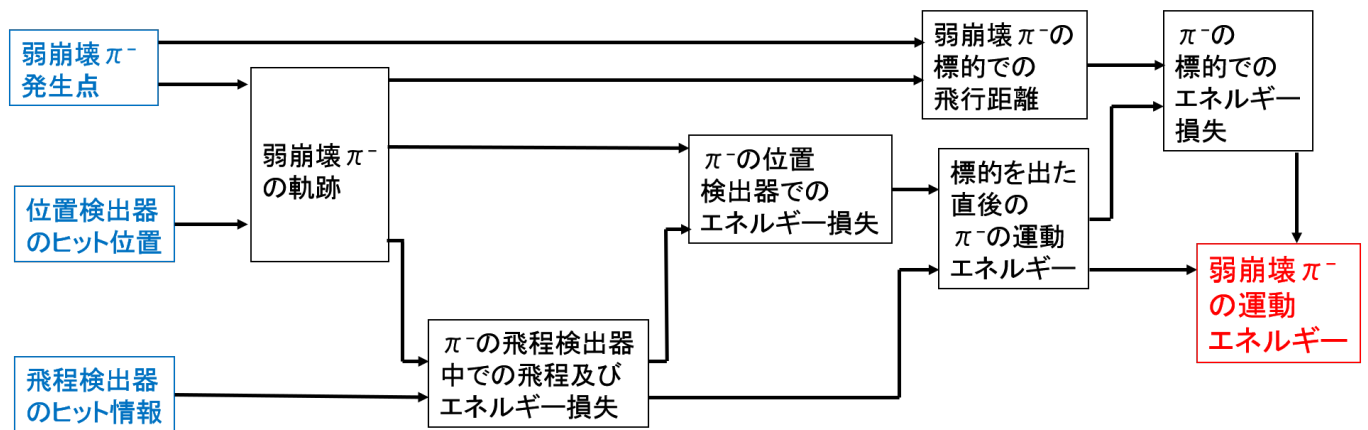 弱崩壊π⁻
発生点
位置検出器
のヒット位置
飛程検出器
のヒット情報
弱崩壊π⁻
の軌跡
π⁻の飛程検出器
中での飛程及び
エネルギー損失
π⁻の位置
検出器での
エネルギー損失
弱崩壊π⁻の
標的での
飛行距離
標的を出た
直後の
π⁻の運動
エネルギー
π⁻の
標的での
エネルギー
損失
弱崩壊π⁻
の運動
エネルギー